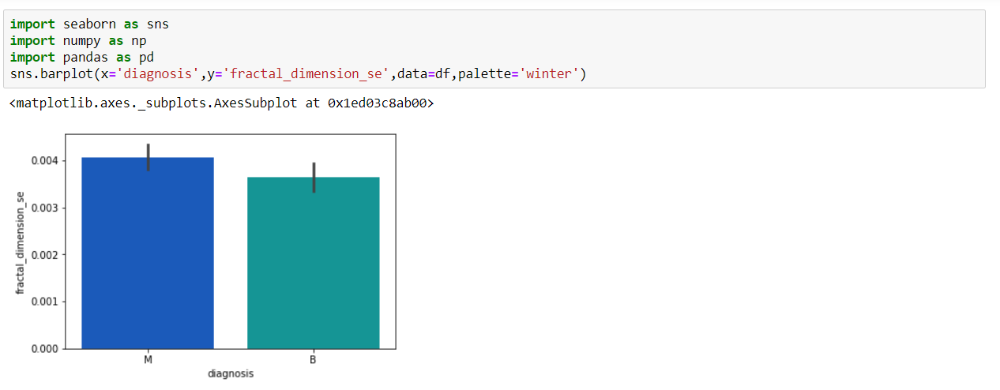 import seaborn as sns
import numpy as np
import pandas as pd
sns.barplot(x='diagnosis',y='fractal_dimension_se',data=df,palette='winter')
<matplotlib.axes._subplots.AxesSubplot at 0x1ed03c8ab00>
0.004
0.003
0.002
0.001
0.000
fractal_dimension_se
M B
diagnosis